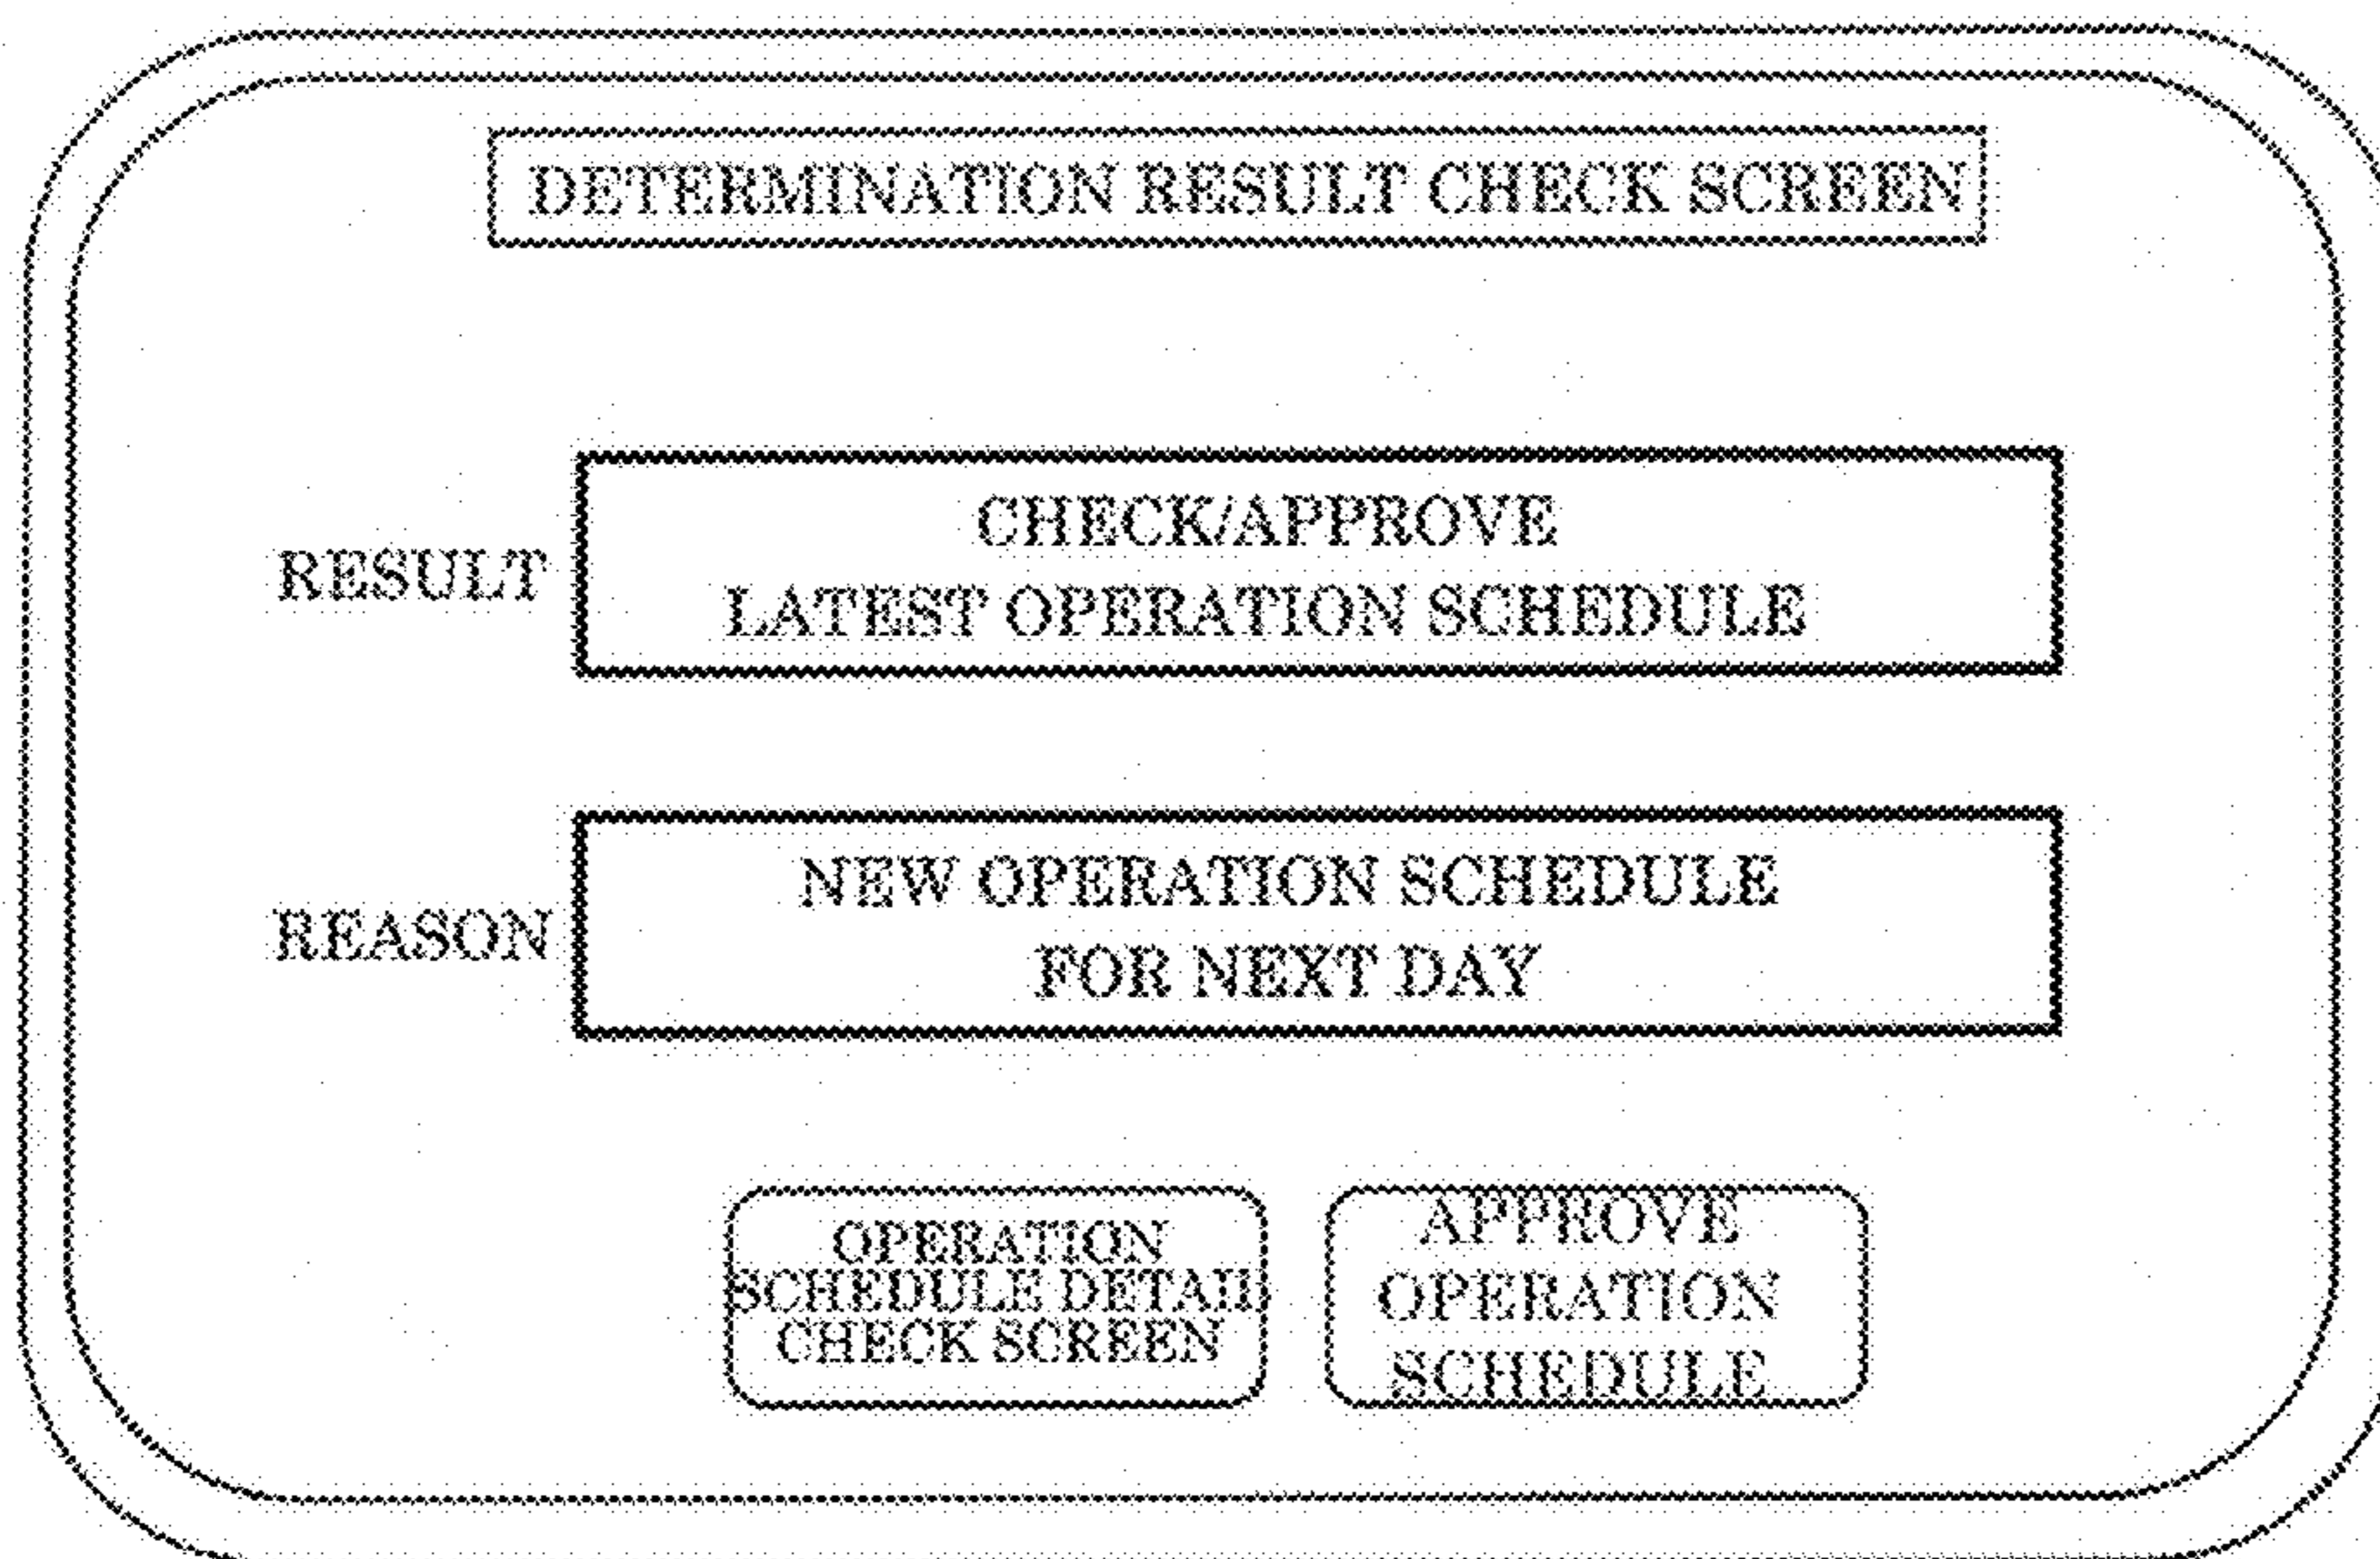 DETERMINATION RESULT CHECK SCREEN
RESULT
CHECK/APPROVE
LATEST OPERATION SCHEDULE
REASON
NEW OPERATION SCHEDULE
FOR NEXT DAY
OPERATION
SCHEDULE DETAIL
CHECK SCREEN
APPROVE
OPERATION
SCHEDULE